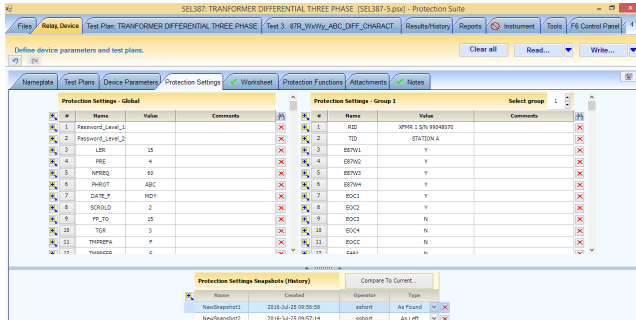 SEL387: TRANFORMER DIFFERENTIAL THREE PHASE [SEL387-5.psx] - Protection Suite
Files Relay, Device Test Plan: TRANFORMER DIFFERENTIAL THREE PHASE Test 3: 87R_WxWy_ABC_DIFF_CHARACT... Results/History Reports Instrument Tools F6 Control Panel
Define device parameters and test plans. Clear all Read... Write...
Nameplate Test Plans Device Parameters Protection Settings Worksheet Protection Functions Attachments Notes
Protection Settings - Global
# Name Value Comments
1 Password_Level_1
2 Password_Level_2
3 LER 15
4 PRE 4
5 NFREQ 60
6 PHROT ABC
7 DATE_F MDY
8 SCROLD 2
9 FP_TO 15
10 TGR 3
11 TMPREFA F
Protection Settings - Group 1 Select group 1
# Name Value Comments
1 RID XFMR 1 S/N 99048070
2 TID STATION A
3 E87W1 Y
4 E87W2 Y
5 E87W3 Y
6 E87W4 Y
7 EOC1 Y
8 EOC2 Y
9 EOC3 N
10 EOC4 N
11 EOCC N
Protection Settings Snapshots (History) Compare To Current...
Name Created Operator Type
NewSnapshot1 2016-Jul-25 09:56:58 sshort As Found
NewSnapshot2 2016-Jul-25 09:57:14 sshort As Left